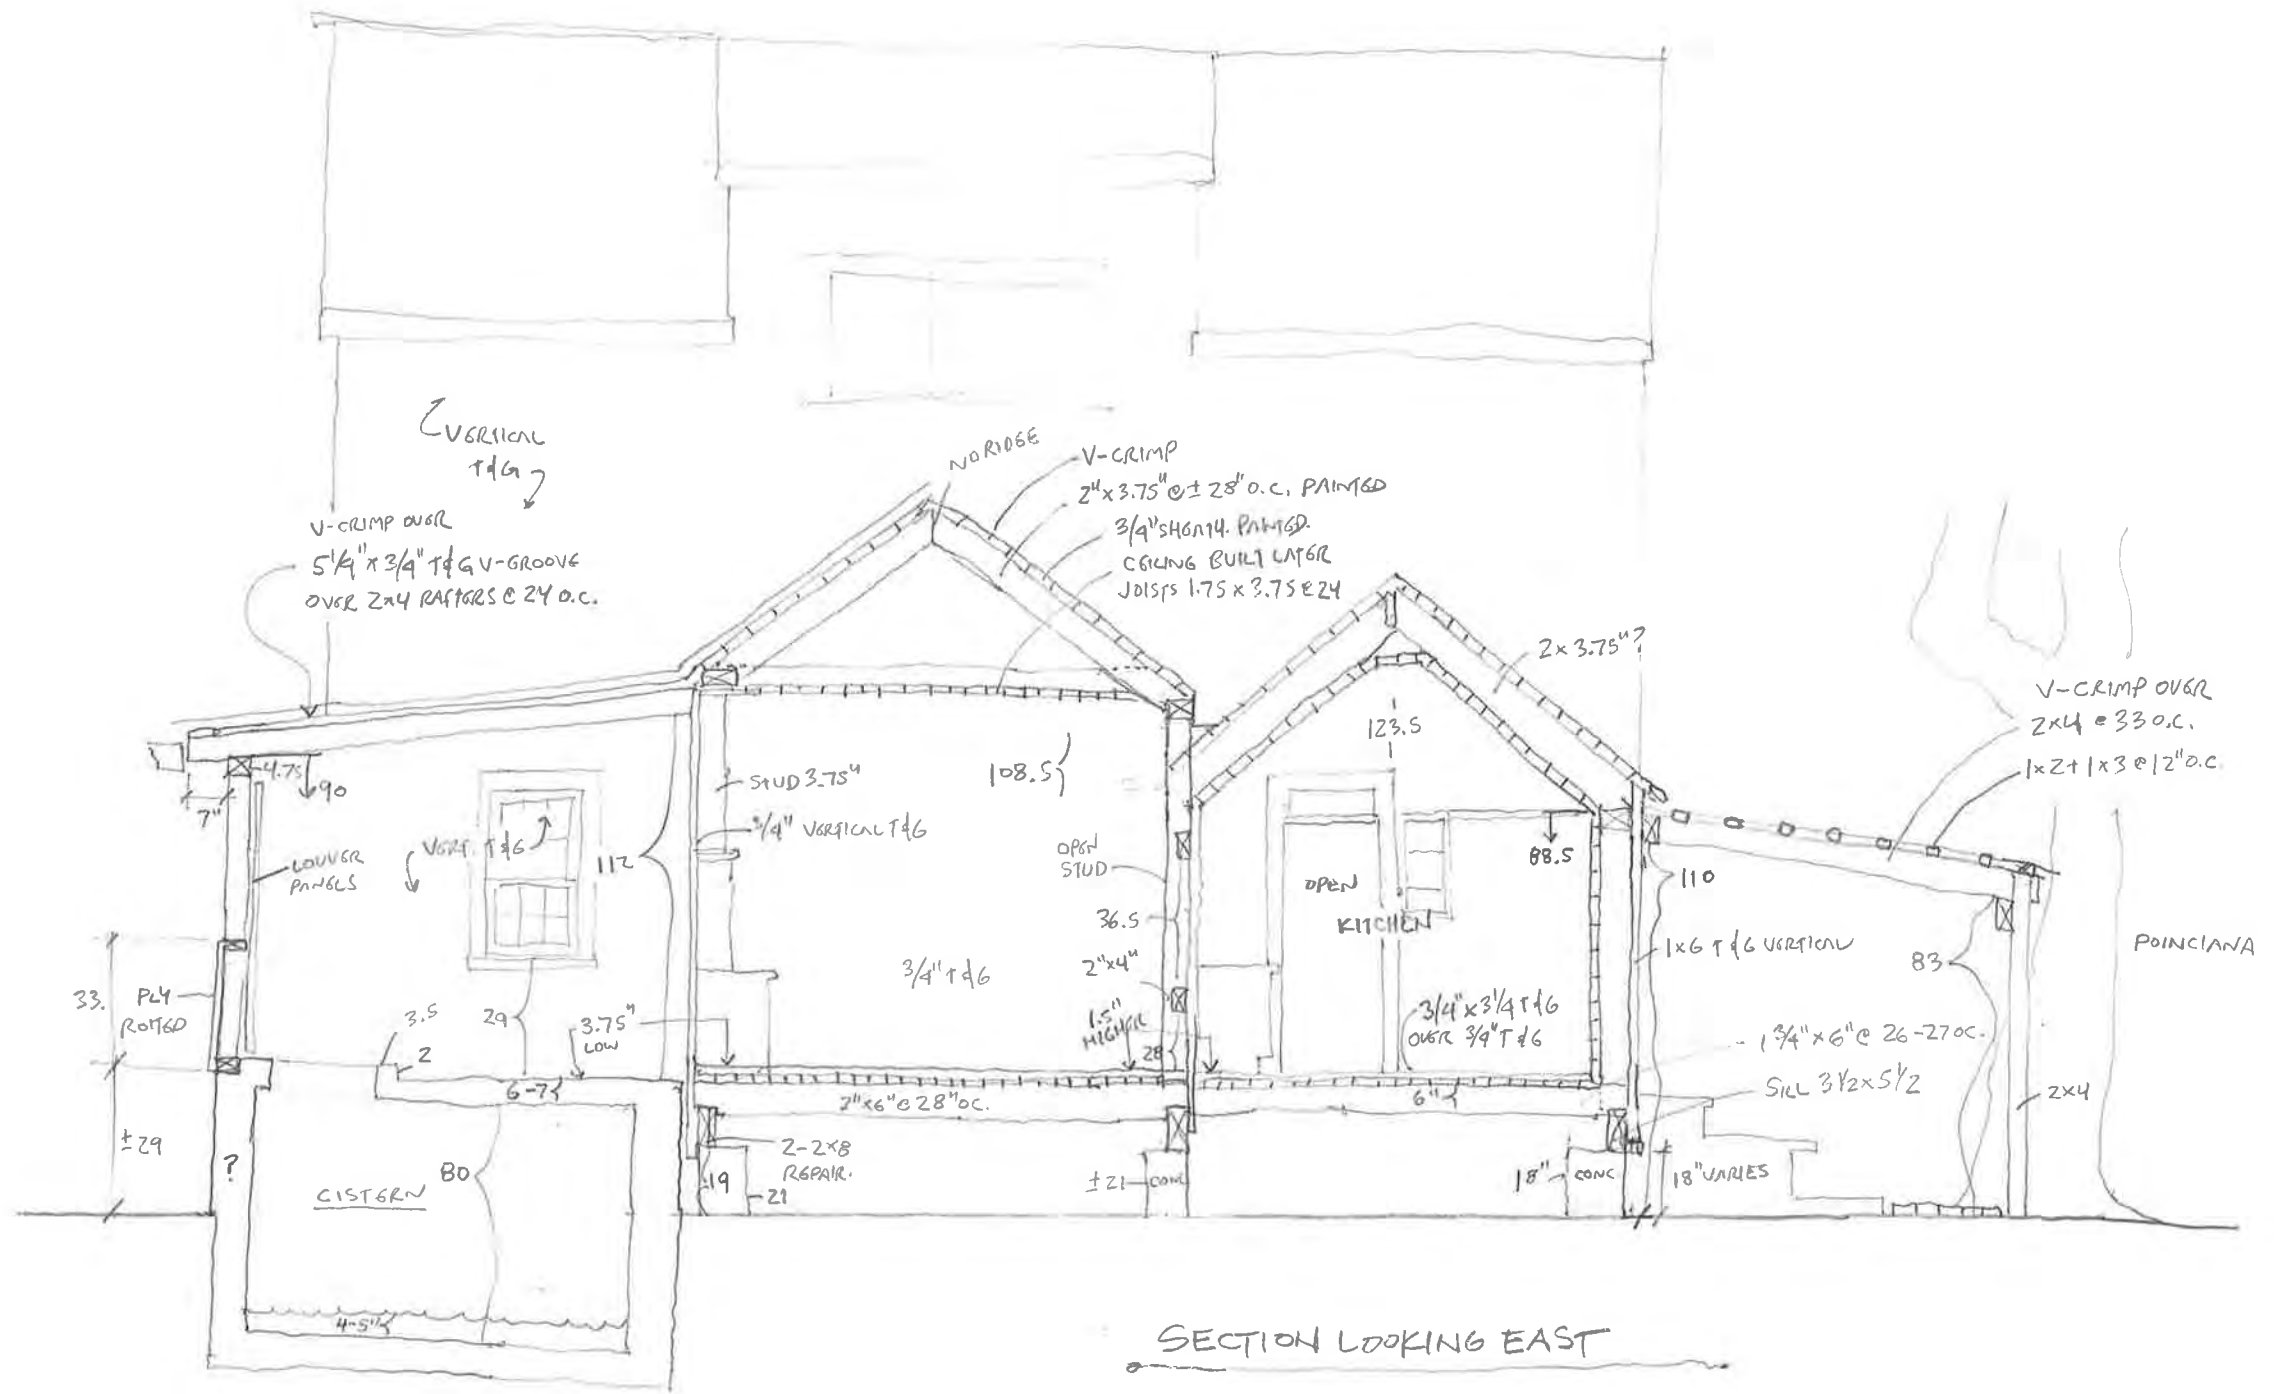 VERTICAL
T&G
NO RIDGE
V-CRIMP
2"x3.75"@±28"O.C. PAINTED
3/4"SHEATH. PAINTED.
CEILING BUILT LATER
JOISTS 1.75 x 3.75 @24
V-CRIMP OVER
5 1/4" x 3/4" T&G V-GROOVE
OVER 2x4 RAFTERS @ 24 O.C.
2x3.75"?
V-CRIMP OVER
2x4 @ 33 O.C.
1x2+1x3@12"O.C.
123.5
4.75
90
7"
STUD 3.75"
108.5
3/4" VERTICAL T&G
VERT. T&G
112
LOUVER
PANELS
OPEN
STUD
OPEN
KITCHEN
88.5
110
36.5
1x6 T&G VERTICAL
83
POINCIANA
2"x4"
3/4" T&G
33.
PLY
ROTTED
3.5
29
3.75"
LOW
2
1.5"
HIGHER
28
3/4"x3 1/4 T&G
OVER 3/4" T&G
1 3/4" x 6" @ 26-27 OC.
SILL 3 1/2 x 5 1/2
2x4
6-7
2"x6"@28"OC.
6"
±29
?
80
CISTERN
2-2x8
REPAIR.
±19
21
±21
CONC
18"
CONC
18" VARIES
4-5"
SECTION LOOKING EAST